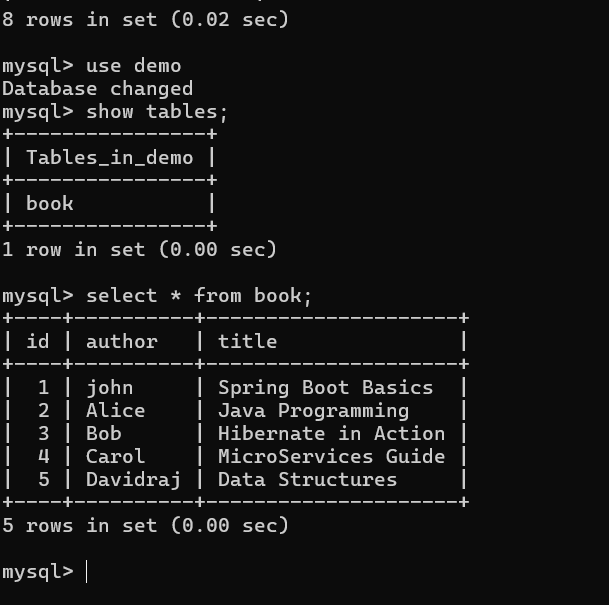 8 rows in set (0.02 sec)
mysql> use demo
Database changed
mysql> show tables;
+----------------+
| Tables_in_demo |
+----------------+
| book           |
+----------------+
1 row in set (0.00 sec)
mysql> select * from book;
+----+----------+---------------------+
| id | author   | title               |
+----+----------+---------------------+
|  1 | john     | Spring Boot Basics  |
|  2 | Alice    | Java Programming    |
|  3 | Bob      | Hibernate in Action |
|  4 | Carol    | MicroServices Guide |
|  5 | Davidraj | Data Structures     |
+----+----------+---------------------+
5 rows in set (0.00 sec)
mysql>